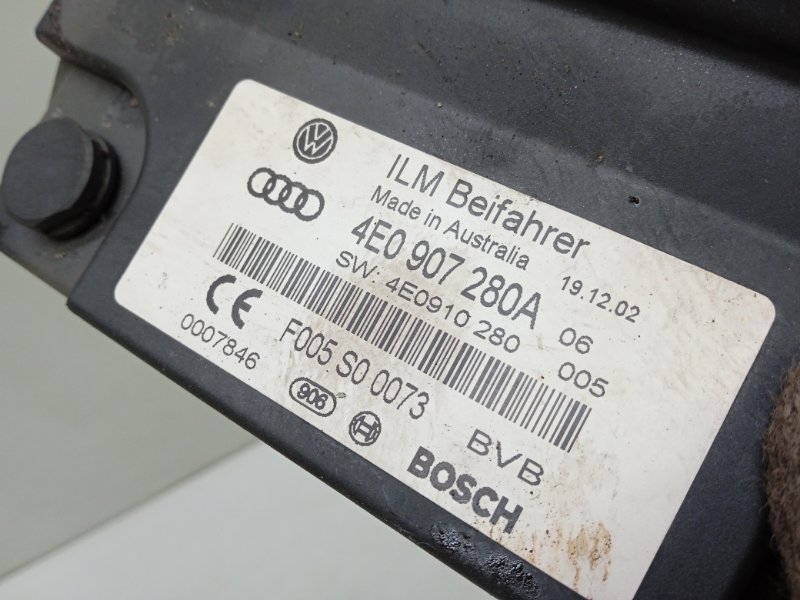 ILM Beifahrer
Made in Australia
4E0 907 280A
19.12.02
SW: 4E0910 280
06
005
CE
F005 S0 0073
0007846
906
BVB
BOSCH